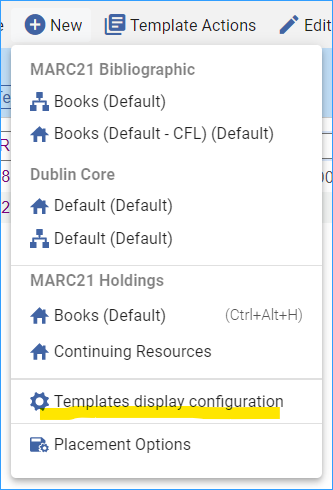 New
Template Actions
Edit
MARC21 Bibliographic
Books (Default)
Books (Default - CFL) (Default)
Dublin Core
Default (Default)
Default (Default)
MARC21 Holdings
Books (Default) (Ctrl+Alt+H)
Continuing Resources
Templates display configuration
Placement Options